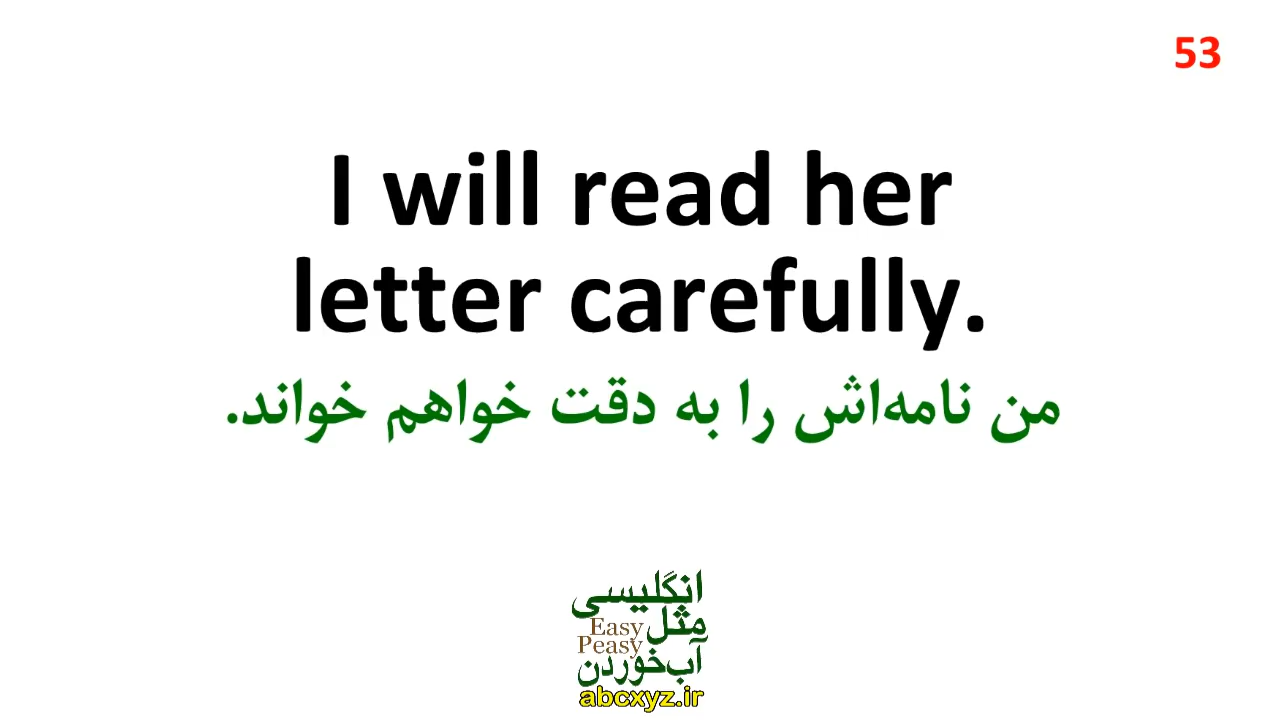 53
I will read her
letter carefully.
من نامه‌اش را به دقت خواهم خواند.
انگلیسی
مثل
Easy
Peasy
آب‌خوردن
abcxyz.ir